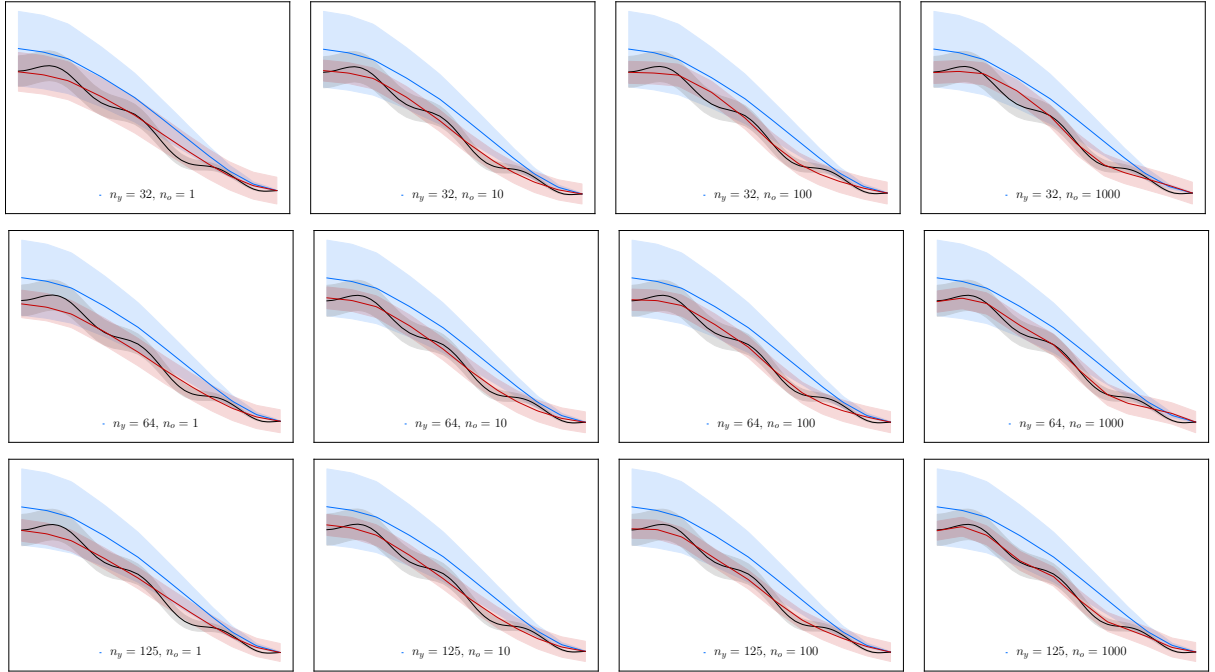 n_y = 32, n_o = 1
n_y = 32, n_o = 10
n_y = 32, n_o = 100
n_y = 32, n_o = 1000
n_y = 64, n_o = 1
n_y = 64, n_o = 10
n_y = 64, n_o = 100
n_y = 64, n_o = 1000
n_y = 125, n_o = 1
n_y = 125, n_o = 10
n_y = 125, n_o = 100
n_y = 125, n_o = 1000